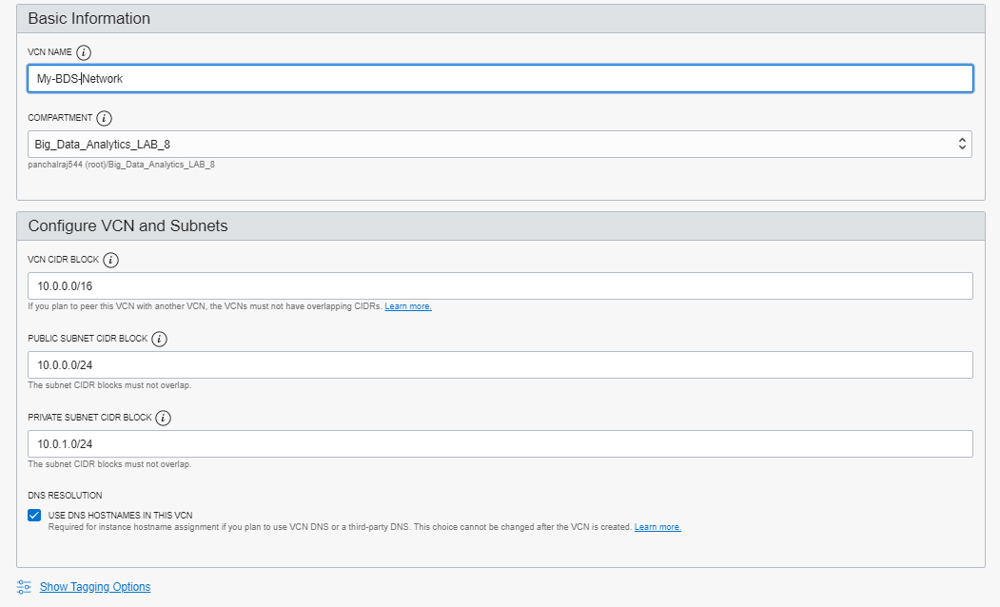 Basic Information
VCN NAME i
My-BDS-Network
COMPARTMENT i
Big_Data_Analytics_LAB_8
panchalraj544 (root)/Big_Data_Analytics_LAB_8
Configure VCN and Subnets
VCN CIDR BLOCK i
10.0.0.0/16
If you plan to peer this VCN with another VCN, the VCNs must not have overlapping CIDRs. Learn more.
PUBLIC SUBNET CIDR BLOCK i
10.0.0.0/24
The subnet CIDR blocks must not overlap.
PRIVATE SUBNET CIDR BLOCK i
10.0.1.0/24
The subnet CIDR blocks must not overlap.
DNS RESOLUTION
USE DNS HOSTNAMES IN THIS VCN
Required for instance hostname assignment if you plan to use VCN DNS or a third-party DNS. This choice cannot be changed after the VCN is created. Learn more.
Show Tagging Options